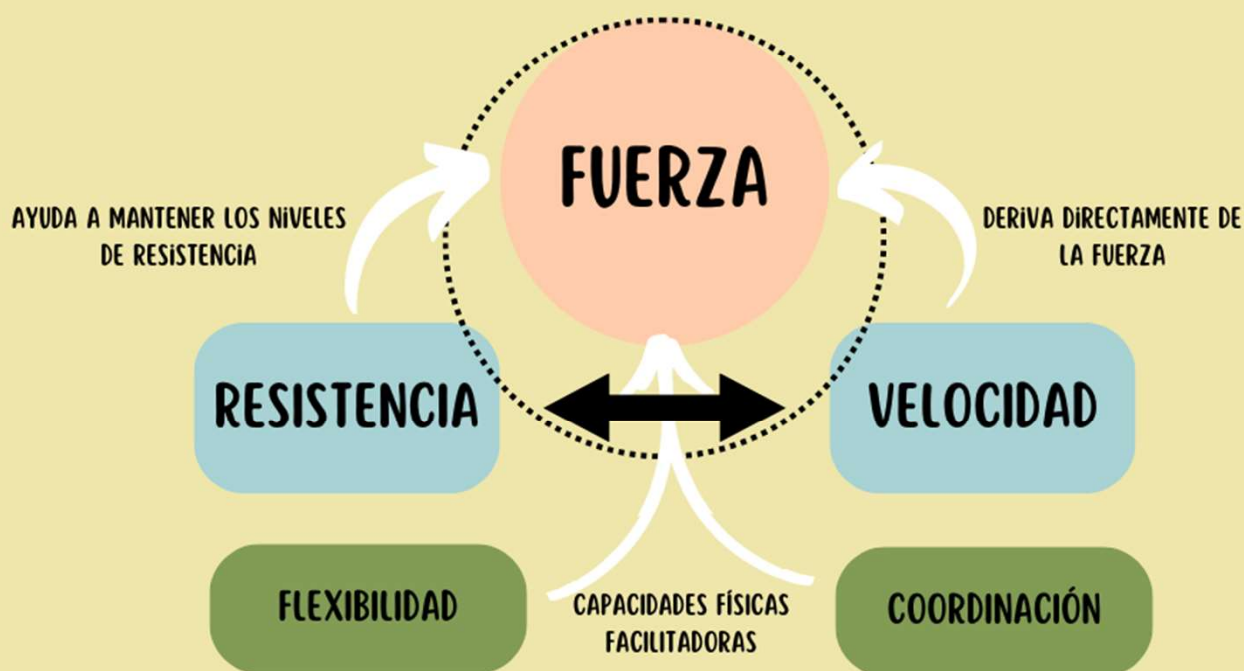 FUERZA
AYUDA A MANTENER LOS NIVELES
DE RESISTENCIA
DERIVA DIRECTAMENTE DE
LA FUERZA
RESISTENCIA
VELOCIDAD
FLEXIBILIDAD
CAPACIDADES FÍSICAS
FACILITADORAS
COORDINACIÓN